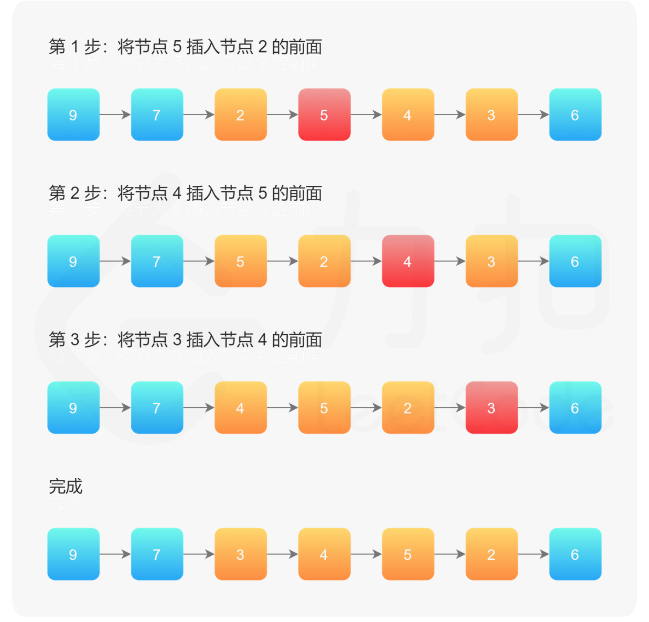 第 1 步：将节点 5 插入节点 2 的前面
9 7 2 5 4 3 6
第 2 步：将节点 4 插入节点 5 的前面
9 7 5 2 4 3 6
第 3 步：将节点 3 插入节点 4 的前面
9 7 4 5 2 3 6
完成
9 7 3 4 5 2 6
力扣
LeetCode